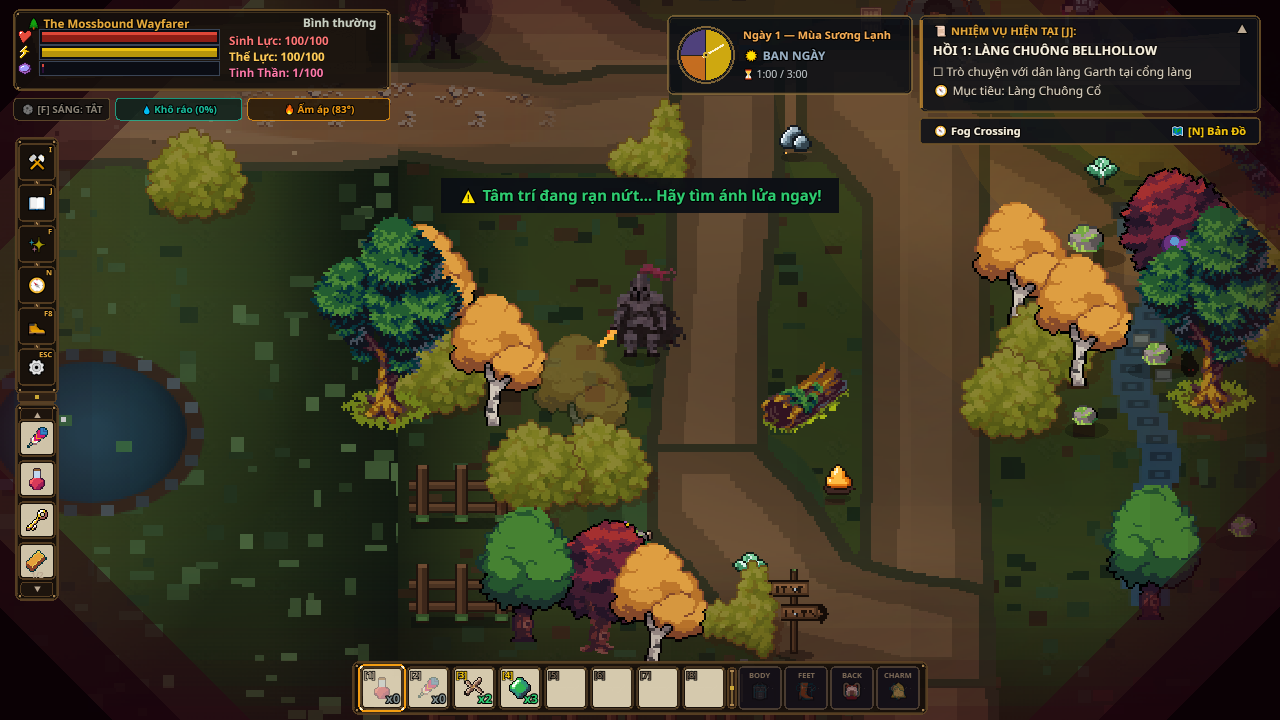 The Mossbound Wayfarer
Bình thường
Sinh Lực: 100/100
Thể Lực: 100/100
Tinh Thần: 1/100
[F] SÁNG: TẮT
Khô ráo (0%)
Ấm áp (83°)
Ngày 1 — Mùa Sương Lạnh
BAN NGÀY
1:00 / 3:00
NHIỆM VỤ HIỆN TẠI [J]:
HỒI 1: LÀNG CHUÔNG BELLHOLLOW
Trò chuyện với dân làng Garth tại cổng làng
Mục tiêu: Làng Chuông Cổ
Fog Crossing
[N] Bản Đồ
Tâm trí đang rạn nứt... Hãy tìm ánh lửa ngay!
I
J
F
N
F8
ESC
[1]
x0
[2]
x0
[3]
x2
[4]
x3
[5]
[6]
[7]
[8]
BODY
FEET
BACK
CHARM